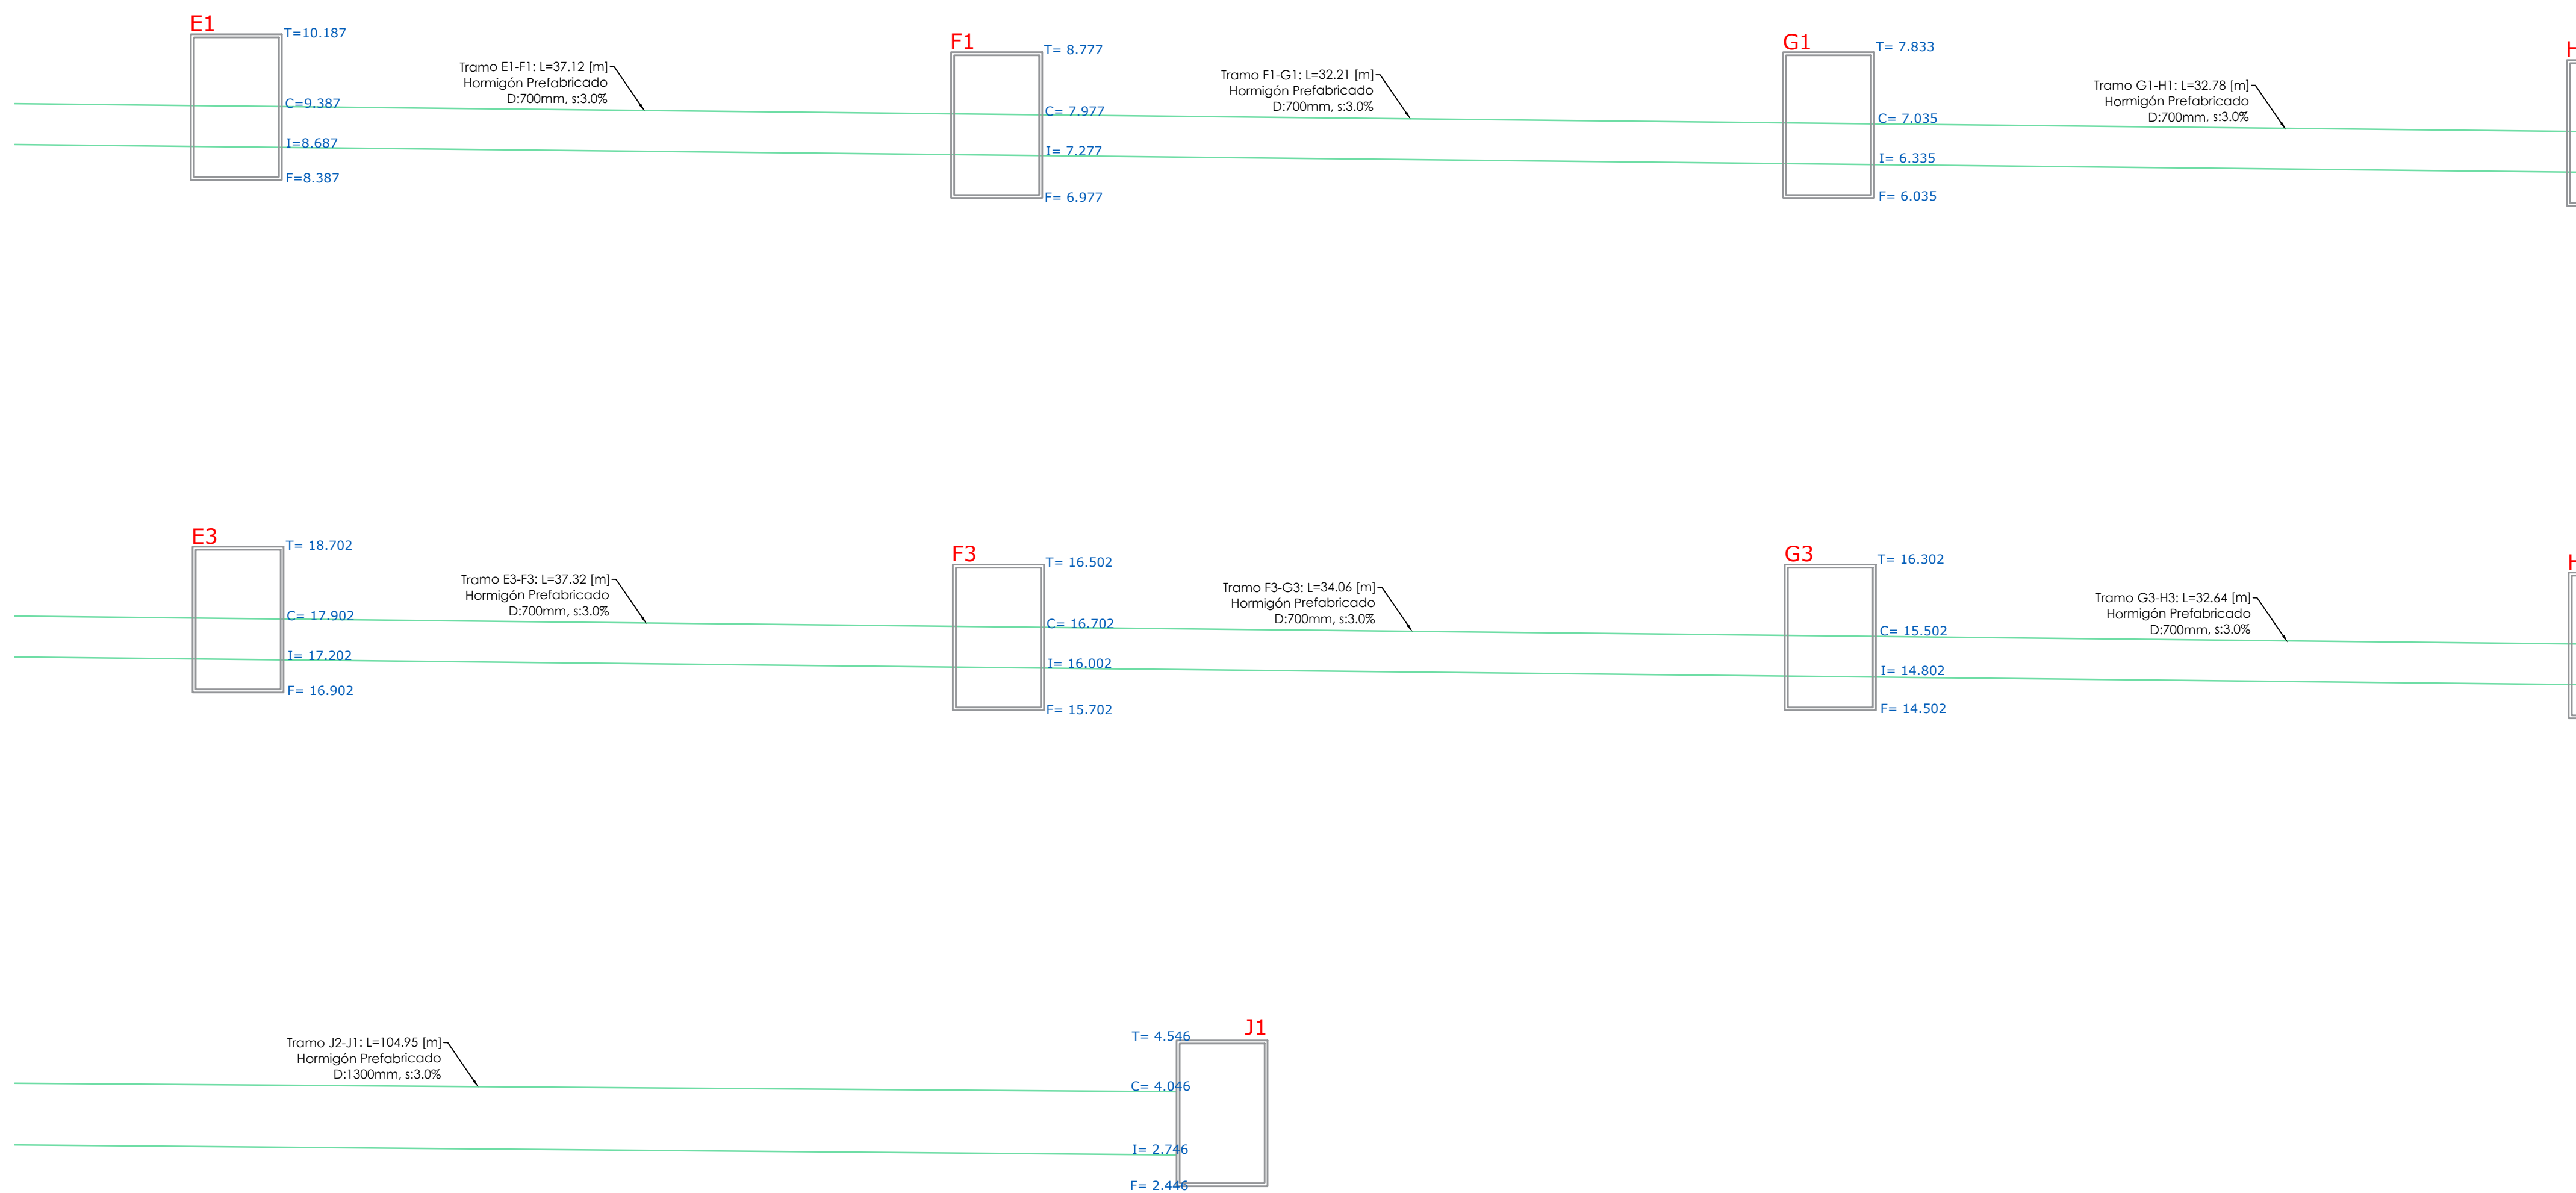 E1
T=10.187
Tramo E1-F1: L=37.12 [m]
Hormigón Prefabricado
D:700mm, s:3.0%
C=9.387
I=8.687
F=8.387
F1
T= 8.777
Tramo F1-G1: L=32.21 [m]
Hormigón Prefabricado
D:700mm, s:3.0%
C= 7.977
I= 7.277
F= 6.977
G1
T= 7.833
Tramo G1-H1: L=32.78 [m]
Hormigón Prefabricado
D:700mm, s:3.0%
C= 7.035
I= 6.335
F= 6.035
E3
T= 18.702
Tramo E3-F3: L=37.32 [m]
Hormigón Prefabricado
D:700mm, s:3.0%
C= 17.902
I= 17.202
F= 16.902
F3
T= 16.502
Tramo F3-G3: L=34.06 [m]
Hormigón Prefabricado
D:700mm, s:3.0%
C= 16.702
I= 16.002
F= 15.702
G3
T= 16.302
Tramo G3-H3: L=32.64 [m]
Hormigón Prefabricado
D:700mm, s:3.0%
C= 15.502
I= 14.802
F= 14.502
Tramo J2-J1: L=104.95 [m]
Hormigón Prefabricado
D:1300mm, s:3.0%
J1
T= 4.546
C= 4.046
I= 2.746
F= 2.446